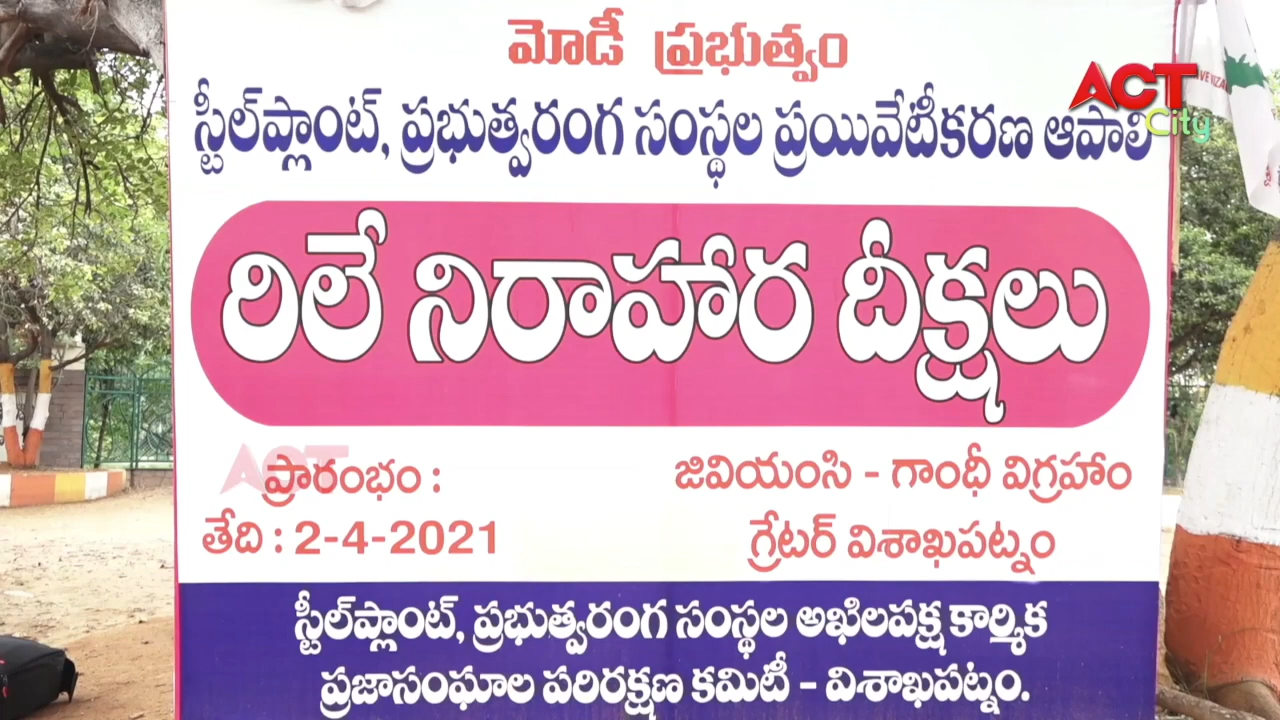 మోడీ ప్రభుత్వం
స్టీల్‌ప్లాంట్, ప్రభుత్వరంగ సంస్థల ప్రయివేటీకరణ ఆపాలి
ACT
City
రిలే నిరాహార దీక్షలు
ACT
ప్రారంభం :
తేది : 2-4-2021
జివియంసి - గాంధీ విగ్రహాం
గ్రేటర్ విశాఖపట్నం
స్టీల్‌ప్లాంట్, ప్రభుత్వరంగ సంస్థల అఖిలపక్ష కార్మిక
ప్రజాసంఘాల పరిరక్షణ కమిటీ - విశాఖపట్నం.